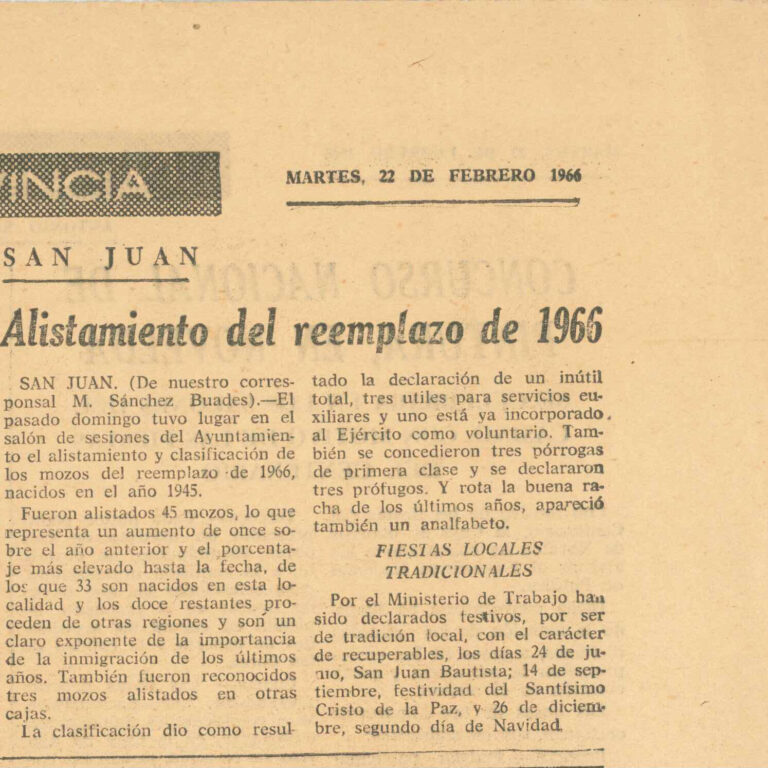 VINCIA
MARTES, 22 DE FEBRERO 1966
SAN JUAN
Alistamiento del reemplazo de 1966
SAN JUAN. (De nuestro corres-
ponsal M. Sánchez Buades).—El
pasado domingo tuvo lugar en el
salón de sesiones del Ayuntamien-
to el alistamiento y clasificación de
los mozos del reemplazo de 1966,
nacidos en el año 1945.
Fueron alistados 45 mozos, lo que
representa un aumento de once so-
bre el año anterior y el porcenta-
je más elevado hasta la fecha, de
los que 33 son nacidos en esta lo-
calidad y los doce restantes pro-
ceden de otras regiones y son un
claro exponente de la importancia
de la inmigración de los últimos
años. También fueron reconocidos
tres mozos alistados en otras
cajas.
La clasificación dio como resul-
tado la declaración de un inútil
total, tres utiles para servicios eu-
xiliares y uno está ya incorporado
al Ejército como voluntario. Tam-
bién se concedieron tres pórrogas
de primera clase y se declararon
tres prófugos. Y rota la buena ra-
cha de los últimos años, apareció
también un analfabeto.
FIESTAS LOCALES
TRADICIONALES
Por el Ministerio de Trabajo han
sido declarados testivos, por ser
de tradición local, con el carácter
de recuperables, los días 24 de ju-
nio, San Juan Bautista; 14 de sep-
tiembre, festividad del Santísimo
Cristo de la Paz, y 26 de diciem-
bre, segundo día de Navidad.